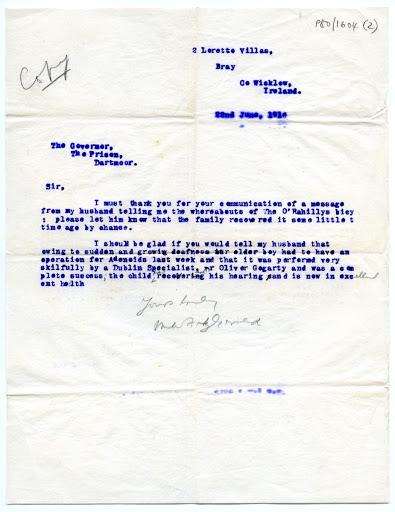 P80/1604 (2)
Copy
2 Lorette Villas,
Bray
Co Wicklow,
Ireland.
22nd June, 1916
The Governor,
The Prison,
Dartmoor.
Sir,
I must thank you for your communication of a message
from my husband telling me the whereabouts of The O'Rahillys bicy
: please let him know that the family recovered it some little t
time ago by chance.
I should be glad if you would tell my husband that
owing to sudden and growing deafness our elder boy had to have an
operation for Adenoids last week and that it was performed very
skilfully by a Dublin Specialist, Mr Oliver Gogarty and was a com
plete success, the child recovering his hearing and is now in excellent
ent health
Yours truly
FitzGerald